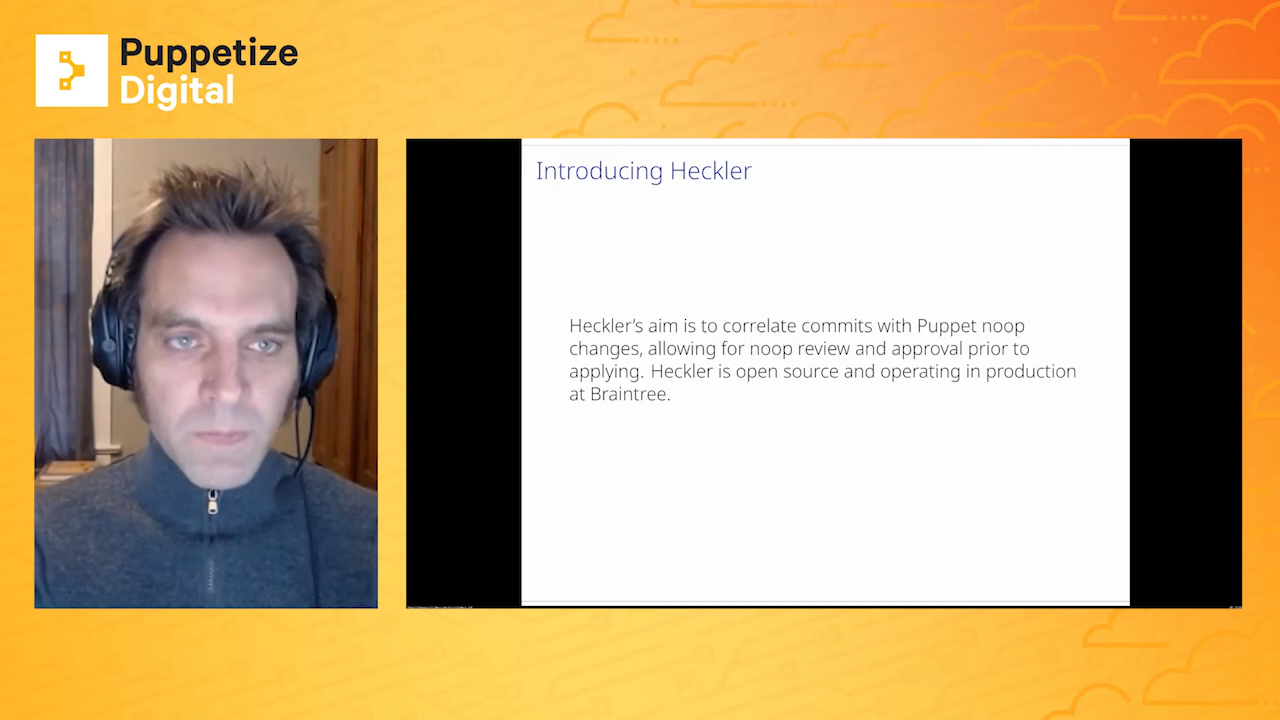 Puppetize
Digital
Introducing Heckler
Heckler's aim is to correlate commits with Puppet noop
changes, allowing for noop review and approval prior to
applying. Heckler is open source and operating in production
at Braintree.